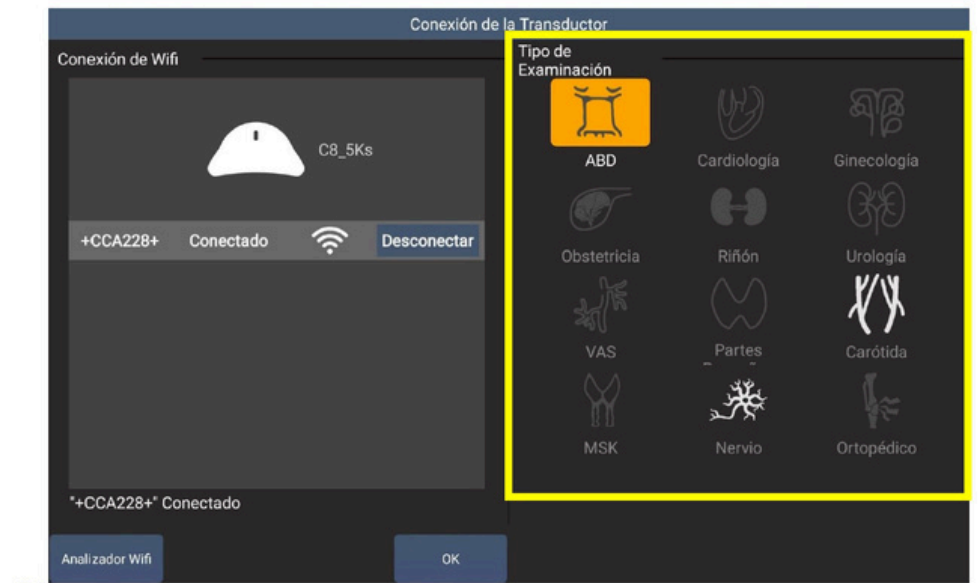 Conexión de la Transductor
Conexión de Wifi
C8_5Ks
+CCA228+ Conectado Desconectar
"+CCA228+" Conectado
Analizador Wifi OK
Tipo de
Examinación
ABD Cardiología Ginecología
Obstetricia Riñón Urología
VAS Partes Carótida
MSK Nervio Ortopédico